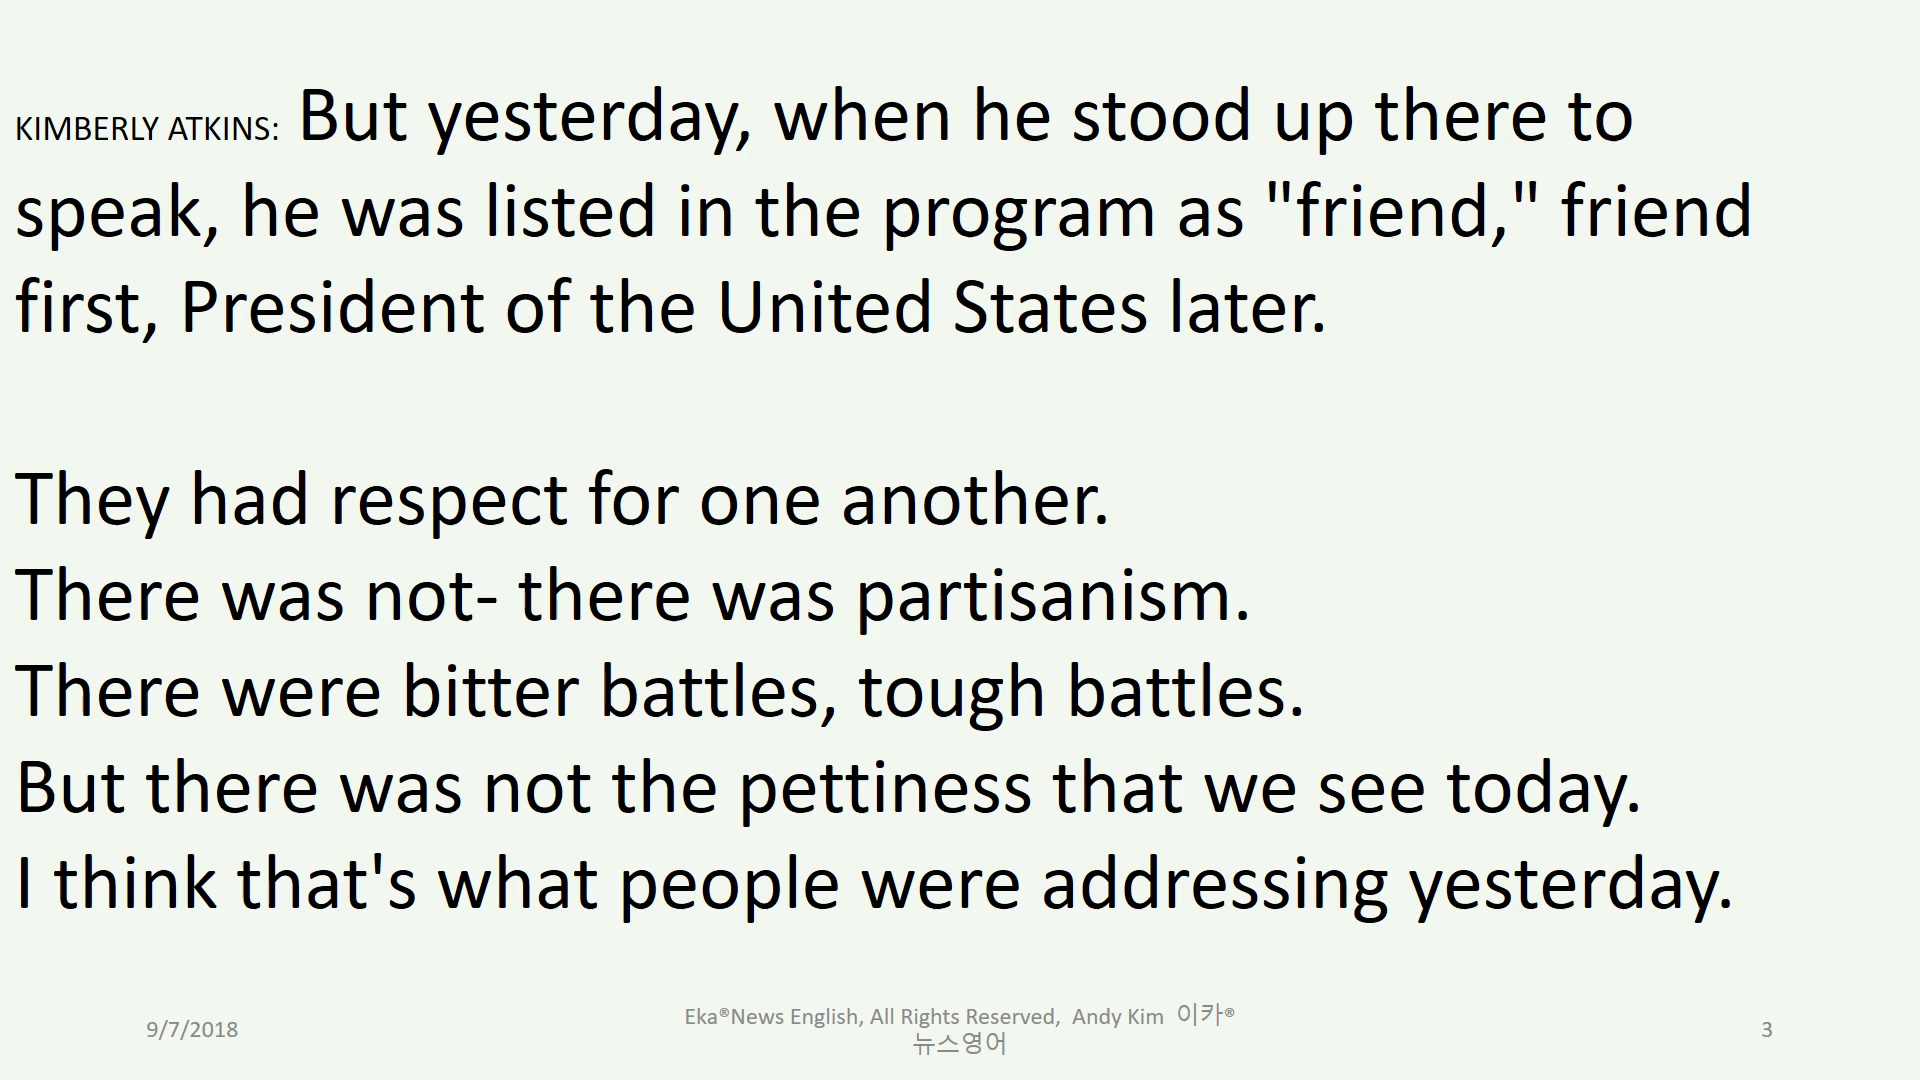 KIMBERLY ATKINS: But yesterday, when he stood up there to
speak, he was listed in the program as "friend," friend
first, President of the United States later.
They had respect for one another.
There was not- there was partisanism.
There were bitter battles, tough battles.
But there was not the pettiness that we see today.
I think that's what people were addressing yesterday.
9/7/2018
Eka®News English, All Rights Reserved, Andy Kim 이카®
뉴스영어
3